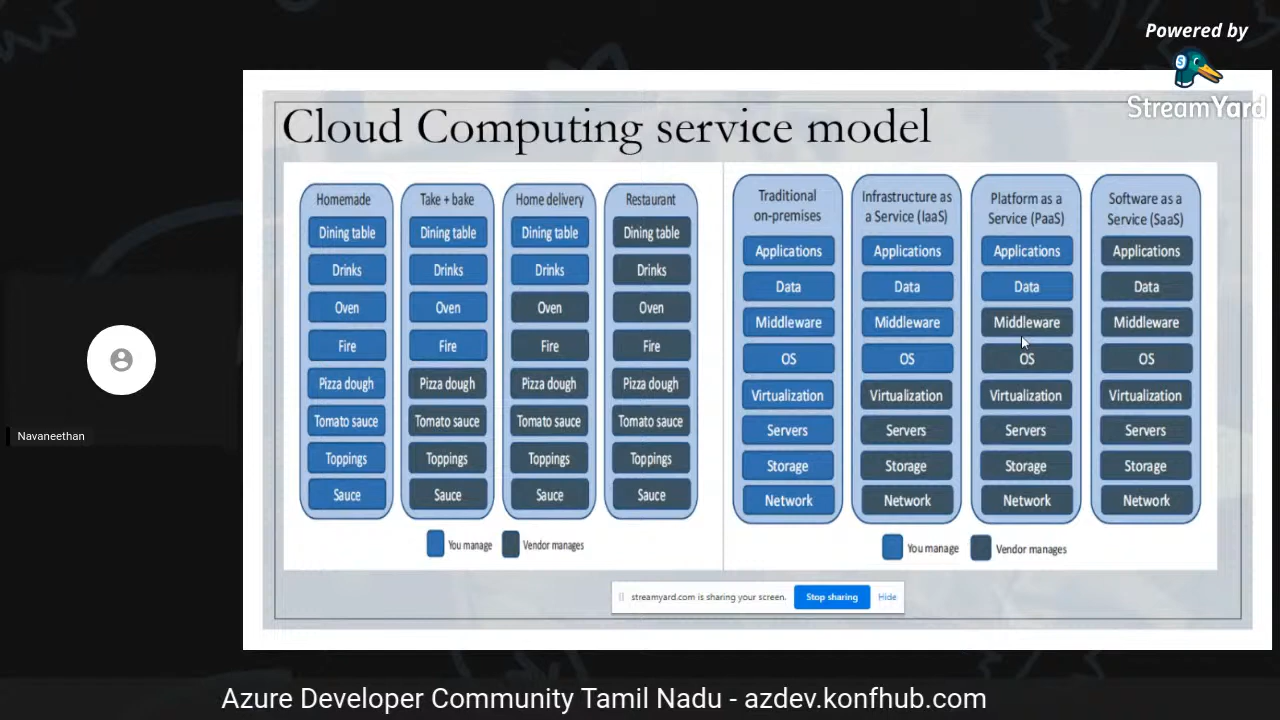 Powered by
StreamYard
Cloud Computing service model
Homemade
Dining table
Drinks
Oven
Fire
Pizza dough
Tomato sauce
Toppings
Sauce
Take + bake
Dining table
Drinks
Oven
Fire
Pizza dough
Tomato sauce
Toppings
Sauce
Home delivery
Dining table
Drinks
Oven
Fire
Pizza dough
Tomato sauce
Toppings
Sauce
Restaurant
Dining table
Drinks
Oven
Fire
Pizza dough
Tomato sauce
Toppings
Sauce
You manage
Vendor manages
Traditional
on-premises
Applications
Data
Middleware
OS
Virtualization
Servers
Storage
Network
Infrastructure as
a Service (IaaS)
Applications
Data
Middleware
OS
Virtualization
Servers
Storage
Network
Platform as a
Service (PaaS)
Applications
Data
Middleware
OS
Virtualization
Servers
Storage
Network
Software as a
Service (SaaS)
Applications
Data
Middleware
OS
Virtualization
Servers
Storage
Network
You manage
Vendor manages
streamyard.com is sharing your screen.
Stop sharing
Hide
Navaneethan
Azure Developer Community Tamil Nadu - azdev.konfhub.com